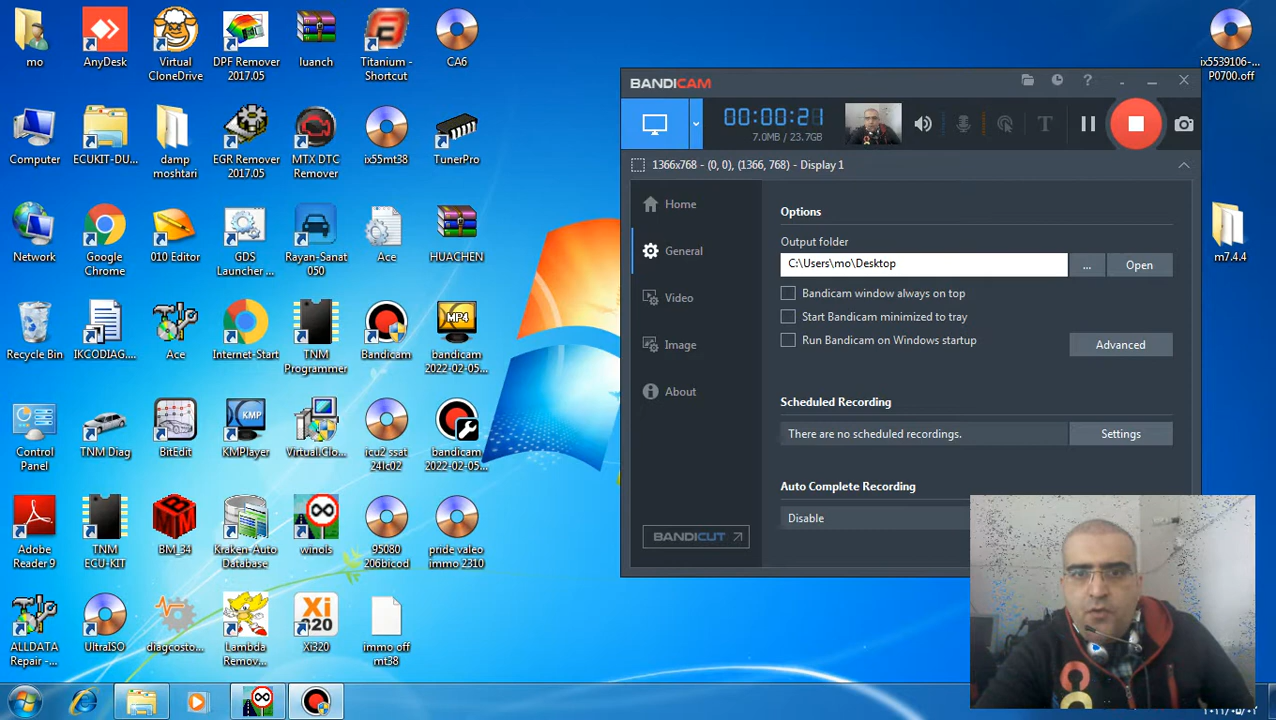 mo
AnyDesk
Virtual
CloneDrive
DPF Remover
2017.05
luanch
Titanium -
Shortcut
CA6
ix5539106-...
P0700.off
Computer
ECUKIT-DU...
damp
moshtari
EGR Remover
2017.05
MTX DTC
Remover
ix55mt38
TunerPro
Network
Google
Chrome
010 Editor
GDS
Launcher ...
Rayan-Sanat
050
Ace
HUACHEN
m7.4.4
Recycle Bin
IKCODIAG....
Ace
Internet-Start
TNM
Programmer
Bandicam
MP4
bandicam
2022-02-05...
Control
Panel
TNM Diag
BitEdit
KMP
KMPlayer
Virtual.Clo...
icu2 ssat
24lc02
bandicam
2022-02-05...
Adobe
Reader 9
TNM
ECU-KIT
BM_34
Kraken-Auto
Database
winols
95080
206bicod
pride valeo
immo 2310
ALLDATA
Repair -...
UltraISO
diagcosto...
Lambda
Remov...
Xi
320
Xi320
immo off
mt38
BANDICAM
00:00:21
7.0MB / 23.7GB
T
1366x768 - (0, 0), (1366, 768) - Display 1
Home
General
Video
Image
About
BANDICUT
Options
Output folder
C:\Users\mo\Desktop
...
Open
Bandicam window always on top
Start Bandicam minimized to tray
Run Bandicam on Windows startup
Advanced
Scheduled Recording
There are no scheduled recordings.
Settings
Auto Complete Recording
Disable